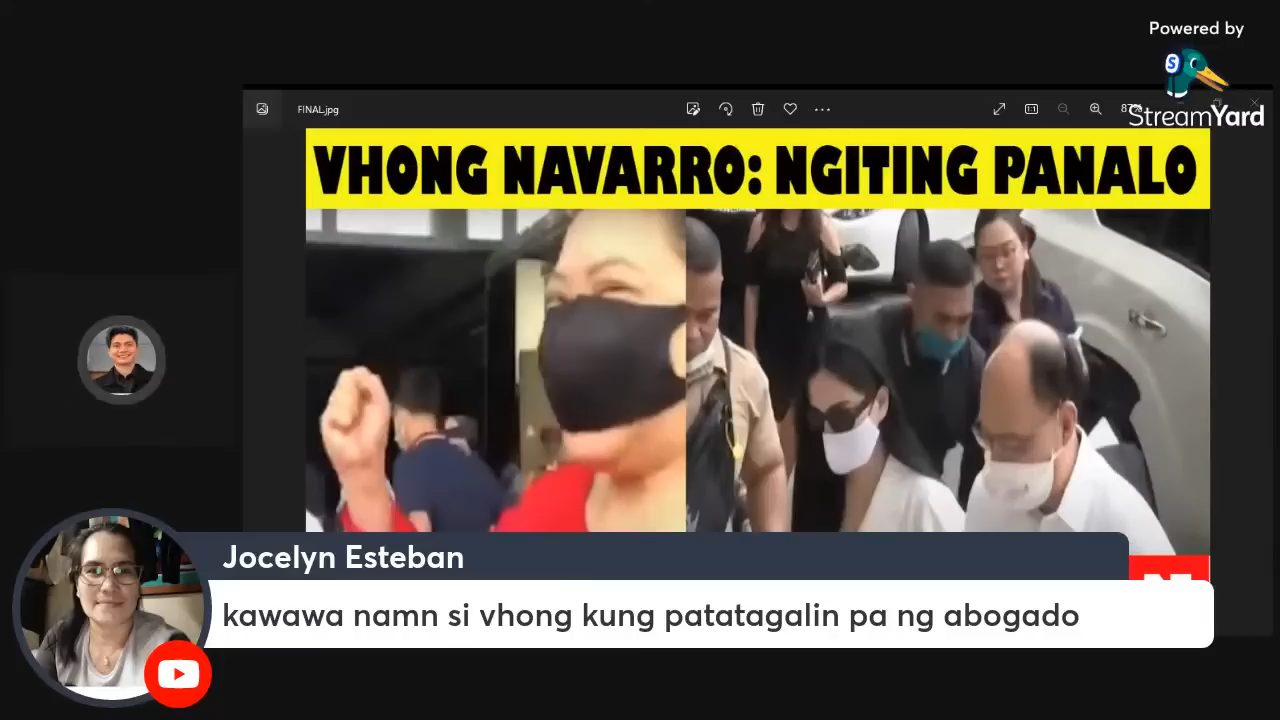 Powered by
StreamYard
FINAL.jpg
VHONG NAVARRO: NGITING PANALO
Jocelyn Esteban
kawawa namn si vhong kung patatagalin pa ng abogado